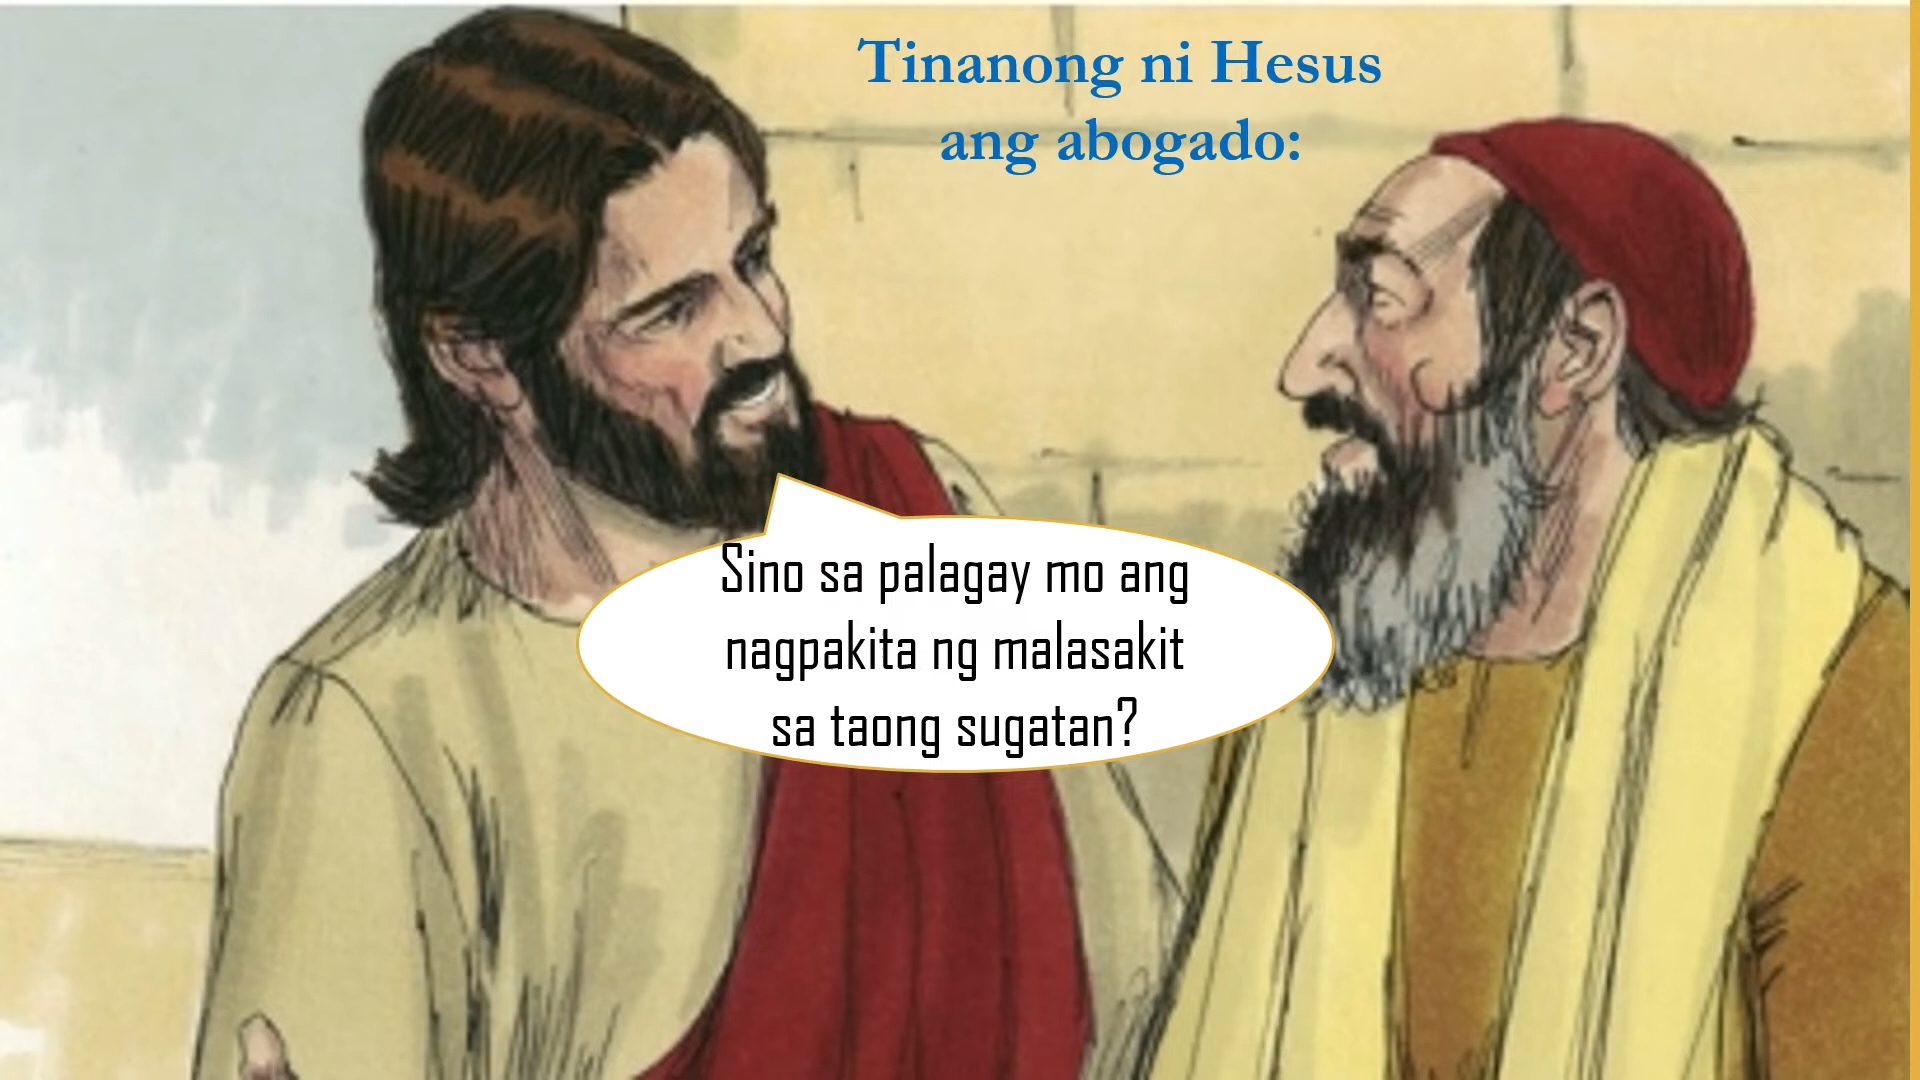 Tinanong ni Hesus
ang abogado:
Sino sa palagay mo ang
nagpakita ng malasakit
sa taong sugatan?